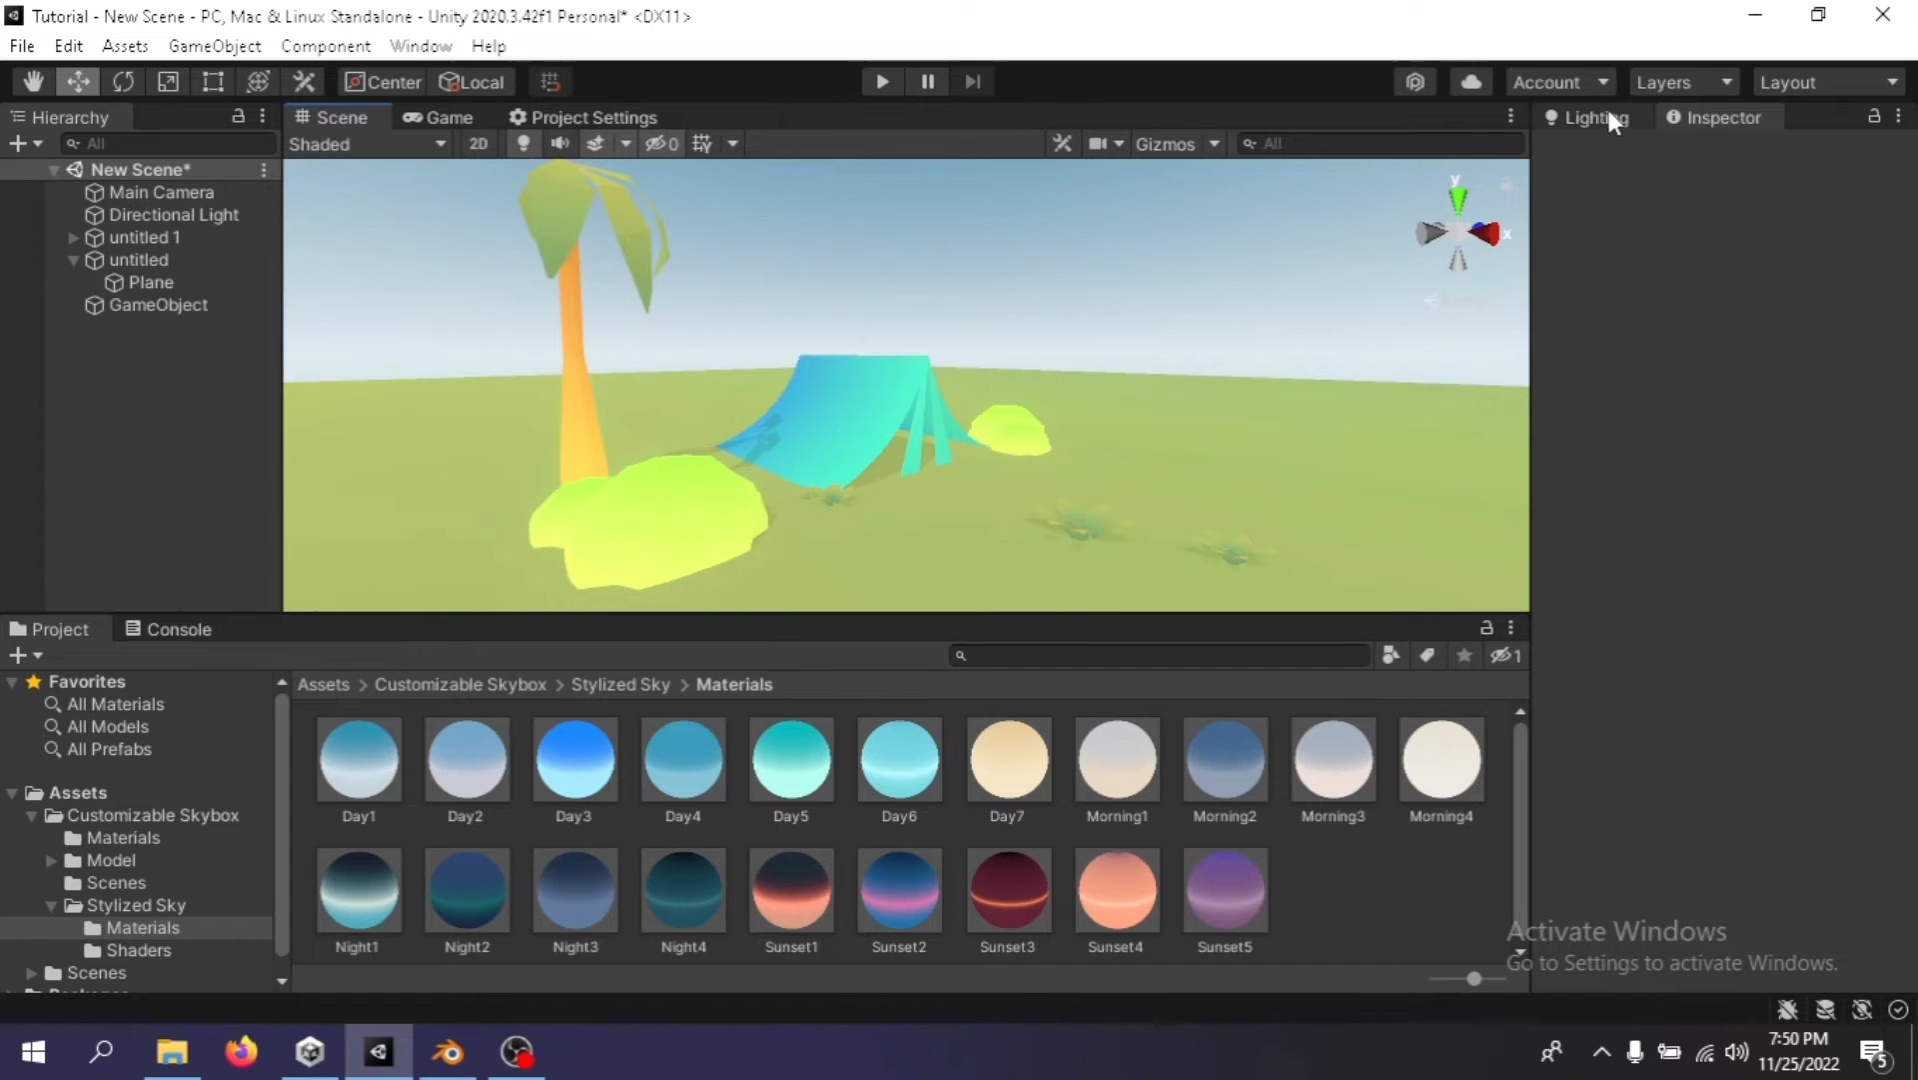 Tutorial - New Scene - PC, Mac & Linux Standalone - Unity 2020.3.42f1 Personal* <DX11>
File Edit Assets GameObject Component Window Help
Center Local Account Layers Layout
Hierarchy Scene Game Project Settings Lighting Inspector
All Shaded 2D 0 Gizmos All
New Scene*
Main Camera
Directional Light
untitled 1
untitled
Plane
GameObject
y
x
Project Console
1
Favorites
All Materials
All Models
All Prefabs
Assets
Customizable Skybox
Materials
Model
Scenes
Stylized Sky
Materials
Shaders
Scenes
Assets > Customizable Skybox > Stylized Sky > Materials
Day1 Day2 Day3 Day4 Day5 Day6 Day7 Morning1 Morning2 Morning3 Morning4
Night1 Night2 Night3 Night4 Sunset1 Sunset2 Sunset3 Sunset4 Sunset5
Activate Windows
Go to Settings to activate Windows.
7:50 PM
11/25/2022
5